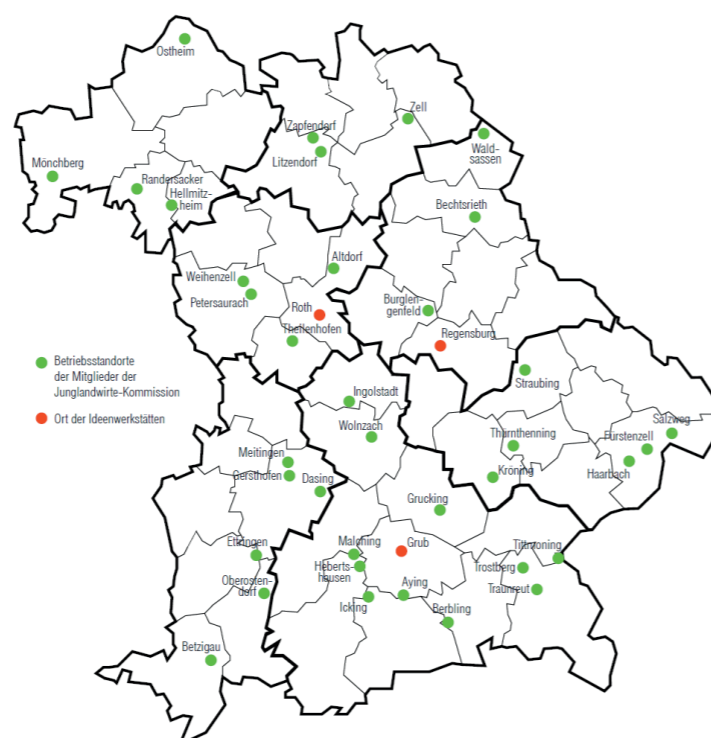 Ostheim
Zell
Zapfendorf
Wald-
sassen
Litzendorf
Mönchberg
Randersacker
Hellmitz-
heim
Bechtsrieth
Altdorf
Weihenzell
Petersaurach
Roth
Burglen-
genfeld
Theilenhofen
Regensburg
Betriebsstandorte
der Mitglieder der
Junglandwirte-Kommission
Ort der Ideenwerkstätten
Straubing
Ingolstadt
Wolnzach
Salzweg
Thürnthenning
Fürstenzell
Haarbach
Meitingen
Gersthofen
Dasing
Kröning
Grucking
Ettringen
Malching
Grub
Tittmoning
Heberts-
hausen
Trostberg
Oberosten-
dorf
Aying
Traunreut
Icking
Berbling
Betzigau